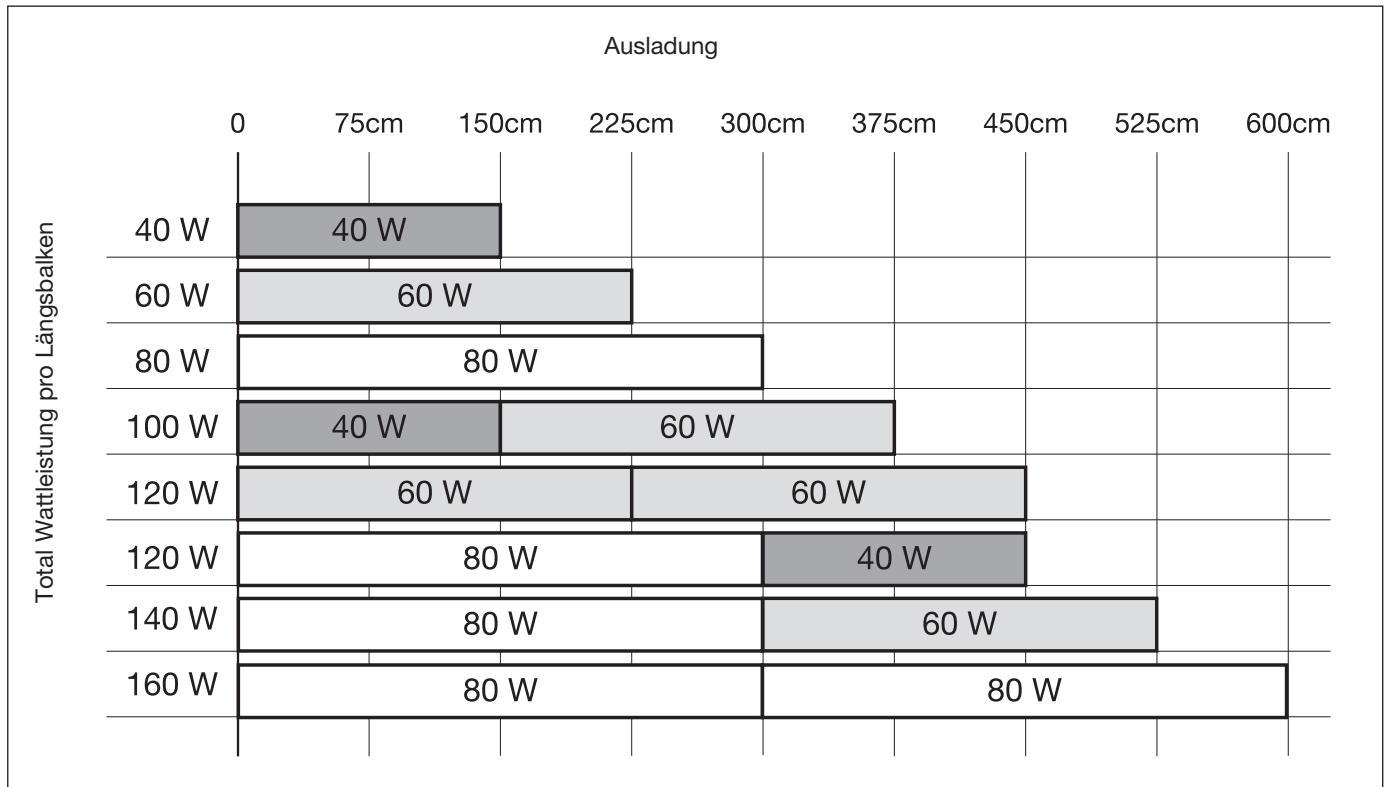 Ausladung
0 75cm 150cm 225cm 300cm 375cm 450cm 525cm 600cm
Total Wattleistung pro Längsbalken
40 W 40 W
60 W 60 W
80 W 80 W
100 W 40 W 60 W
120 W 60 W 60 W
120 W 80 W 40 W
140 W 80 W 60 W
160 W 80 W 80 W